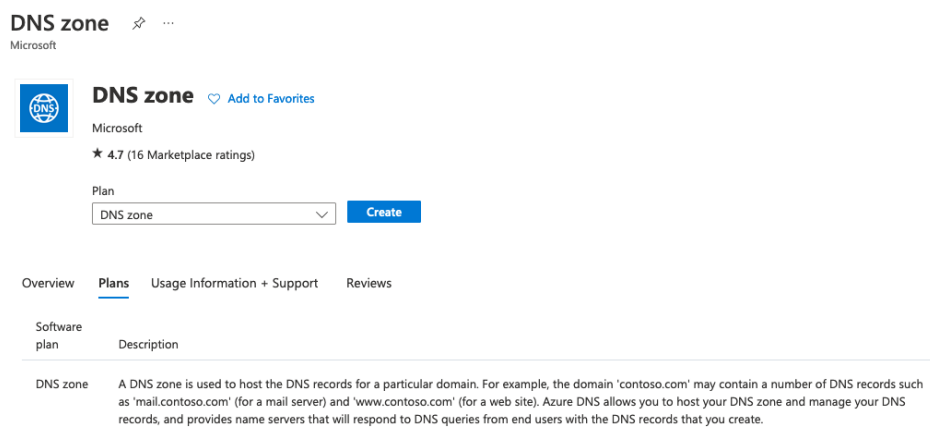 DNS zone
Microsoft
DNS
DNS zone
Add to Favorites
Microsoft
★ 4.7 (16 Marketplace ratings)
Plan
DNS zone
Create
Overview
Plans
Usage Information + Support
Reviews
Software
plan
Description
DNS zone
A DNS zone is used to host the DNS records for a particular domain. For example, the domain 'contoso.com' may contain a number of DNS records such
as 'mail.contoso.com' (for a mail server) and 'www.contoso.com' (for a web site). Azure DNS allows you to host your DNS zone and manage your DNS
records, and provides name servers that will respond to DNS queries from end users with the DNS records that you create.